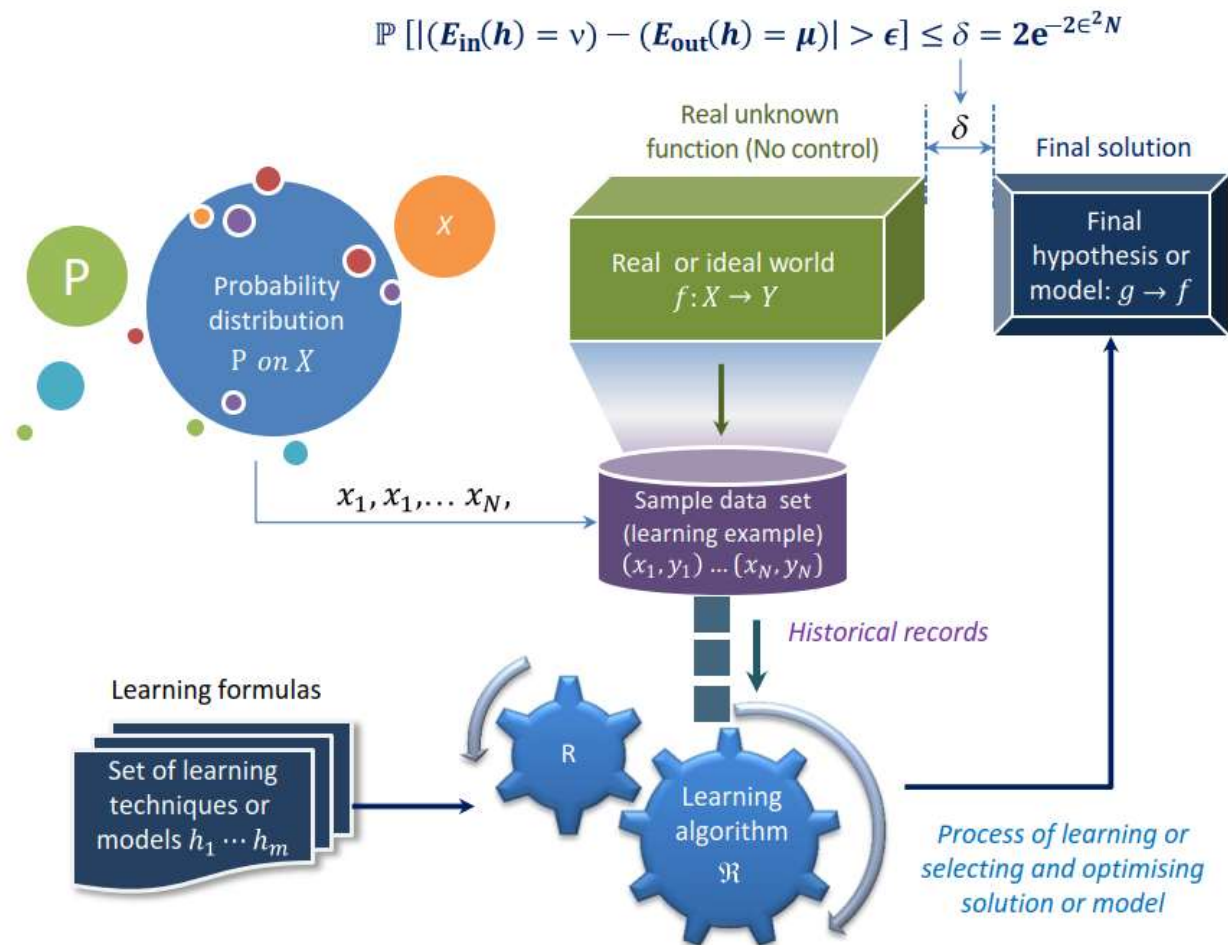 ℙ [|(E_in(h) = ν) − (E_out(h) = μ)| > ϵ] ≤ δ = 2e^{−2∈²N}
Real unknown
function (No control)
δ
Final solution
P
X
Probability
distribution
P on X
Real or ideal world
f: X → Y
Final
hypothesis or
model: g → f
x₁, x₁,... x_N,
Sample data set
(learning example)
(x₁, y₁) ... (x_N, y_N)
Historical records
Learning formulas
Set of learning
techniques or
models h₁ ⋯ h_m
R
Learning
algorithm
ℜ
Process of learning or
selecting and optimising
solution or model